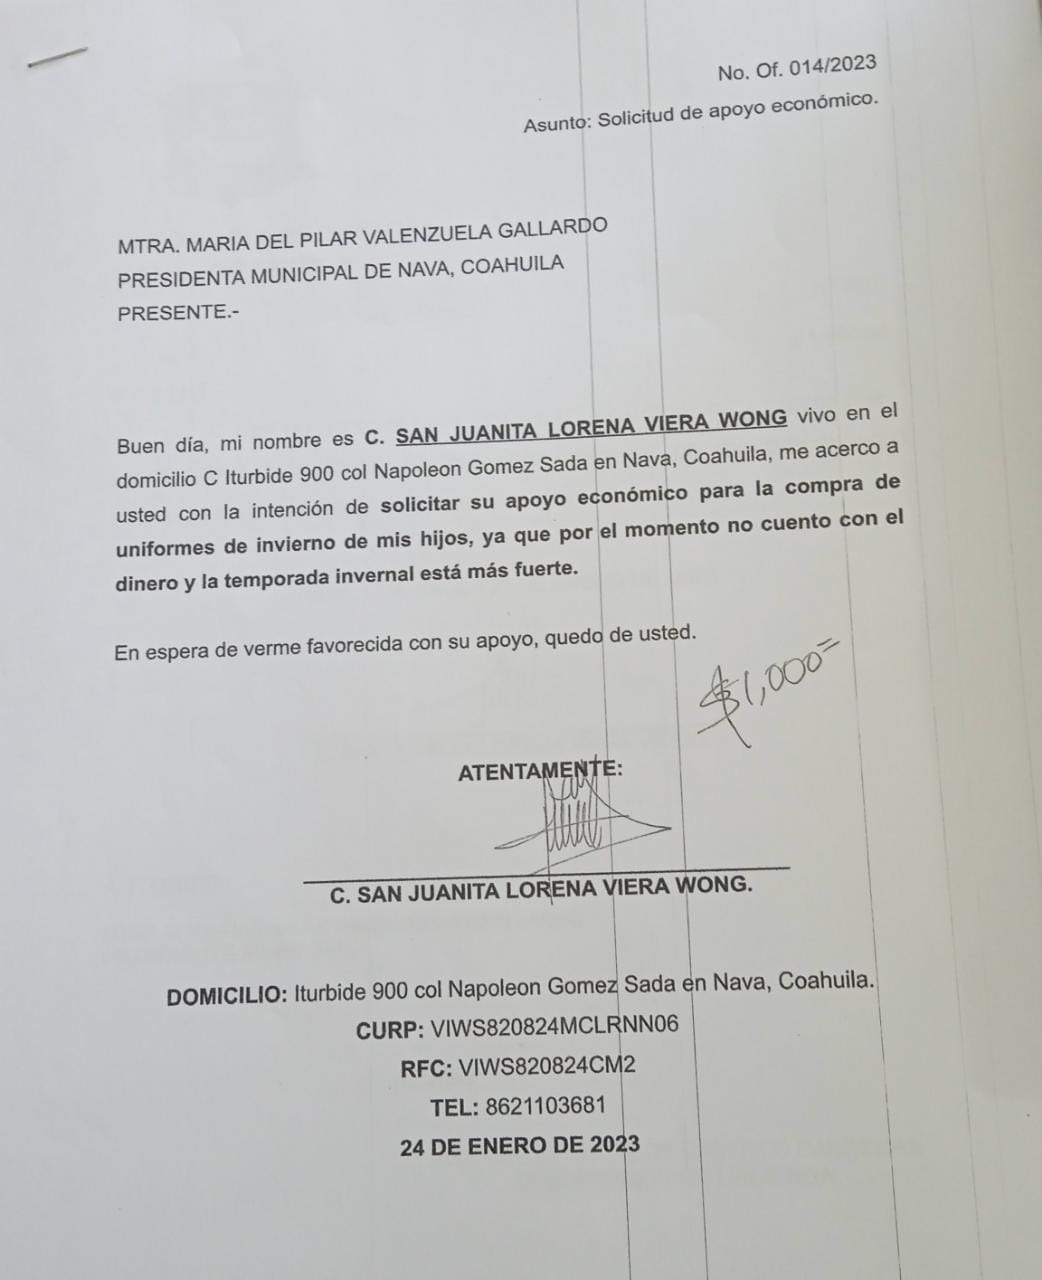 No. Of. 014/2023
Asunto: Solicitud de apoyo económico.
MTRA. MARIA DEL PILAR VALENZUELA GALLARDO
PRESIDENTA MUNICIPAL DE NAVA, COAHUILA
PRESENTE.-
Buen día, mi nombre es C. SAN JUANITA LORENA VIERA WONG vivo en el
domicilio C Iturbide 900 col Napoleon Gomez Sada en Nava, Coahuila, me acerco a
usted con la intención de solicitar su apoyo económico para la compra de
uniformes de invierno de mis hijos, ya que por el momento no cuento con el
dinero y la temporada invernal está más fuerte.
En espera de verme favorecida con su apoyo, quedo de usted.
$1,000=
ATENTAMENTE:
C. SAN JUANITA LORENA VIERA WONG.
DOMICILIO: Iturbide 900 col Napoleon Gomez Sada en Nava, Coahuila.
CURP: VIWS820824MCLRNN06
RFC: VIWS820824CM2
TEL: 8621103681
24 DE ENERO DE 2023